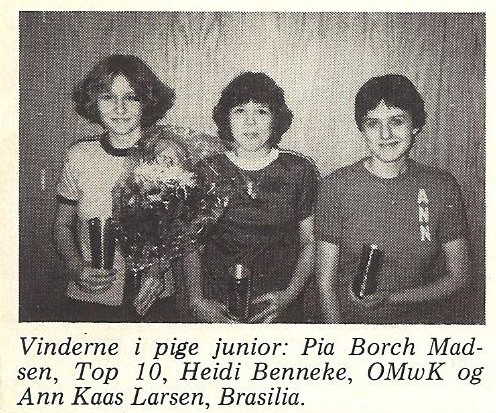 ANN
Vinderne i pige junior: Pia Borch Mad-
sen, Top 10, Heidi Benneke, OMwK og
Ann Kaas Larsen, Brasilia.